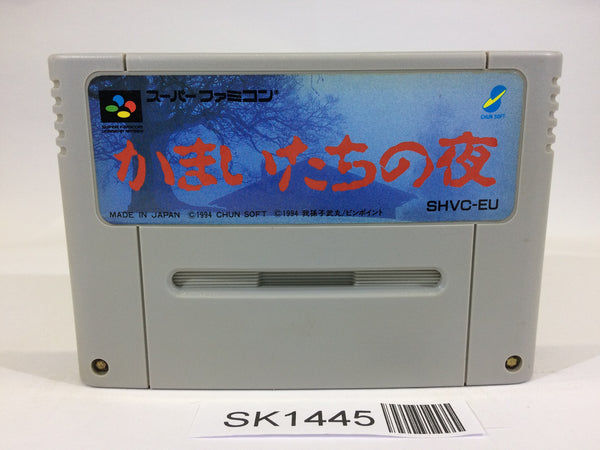 スーパーファミコン
SUPER FAMICOM
CHUN SOFT
かまいたちの夜
SHVC-EU
MADE IN JAPAN ©1994 CHUN SOFT ©1994 我孫子武丸/ピンポイント
SK1445